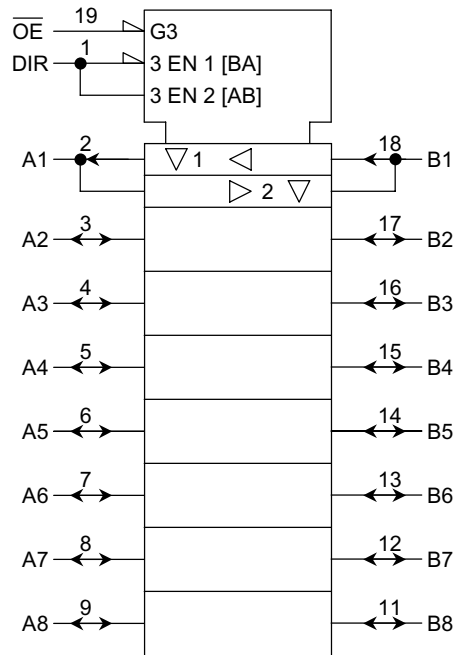 O̅E̅ 19 G3
DIR 1 3 EN 1 [BA]
3 EN 2 [AB]
A1 2 1 18 B1
2
A2 3 17 B2
A3 4 16 B3
A4 5 15 B4
A5 6 14 B5
A6 7 13 B6
A7 8 12 B7
A8 9 11 B8